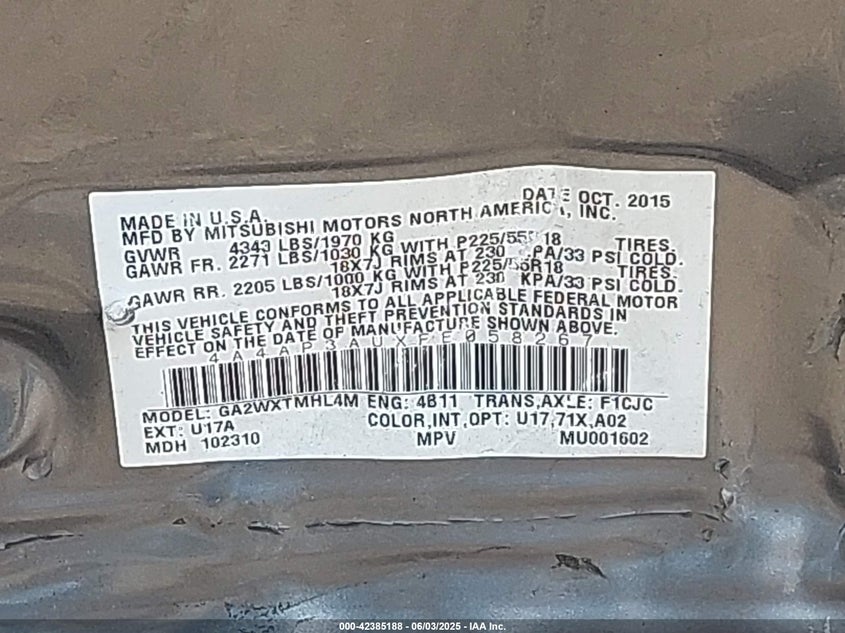 DATE OCT. 2015
MADE IN U.S.A.
MFD BY MITSUBISHI MOTORS NORTH AMERICA, INC.
GVWR 4343 LBS/1970 KG
GAWR FR. 2271 LBS/1030 KG WITH P225/55R18 TIRES.
18X7J RIMS AT 230 KPA/33 PSI COLD.
GAWR RR. 2205 LBS/1000 KG WITH P225/55R18 TIRES.
18X7J RIMS AT 230 KPA/33 PSI COLD.
THIS VEHICLE CONFORMS TO ALL APPLICABLE FEDERAL MOTOR
VEHICLE SAFETY AND THEFT PREVENTION STANDARDS IN
EFFECT ON THE DATE OF MANUFACTURE SHOWN ABOVE.
4A4AP3AUXFE058267
MODEL: GA2WXTMHL4M ENG: 4B11 TRANS,AXLE: F1CJC
EXT: U17A COLOR,INT,OPT: U17,71X,A02
MDH 102310 MPV MU001602
000-42385188 - 06/03/2025 - IAA Inc.